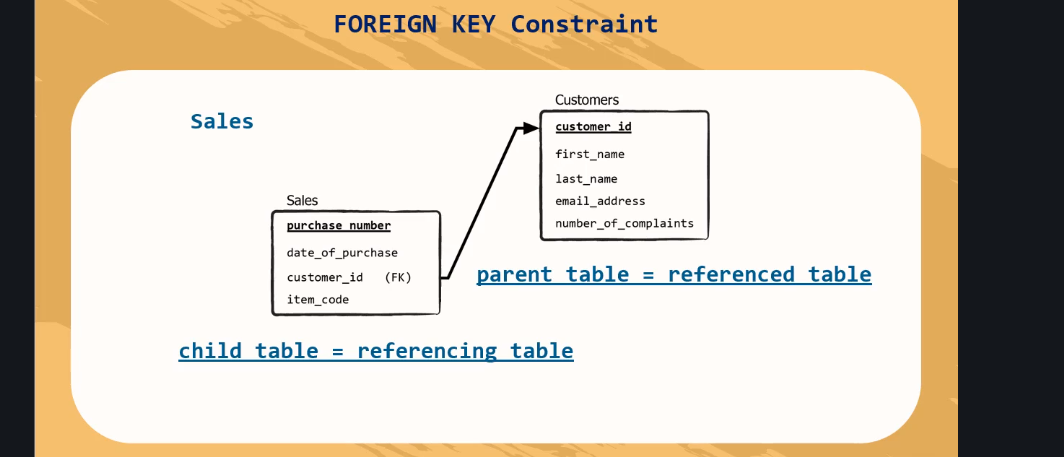 FOREIGN KEY Constraint
Sales
Customers
customer_id
first_name
last_name
email_address
number_of_complaints
Sales
purchase_number
date_of_purchase
customer_id (FK)
item_code
parent table = referenced table
child table = referencing table